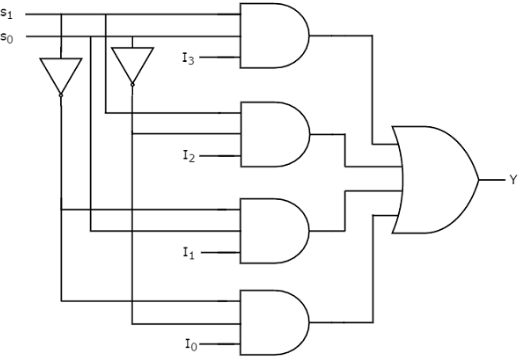 s₁
s₀
I₃
I₂
Y
I₁
I₀